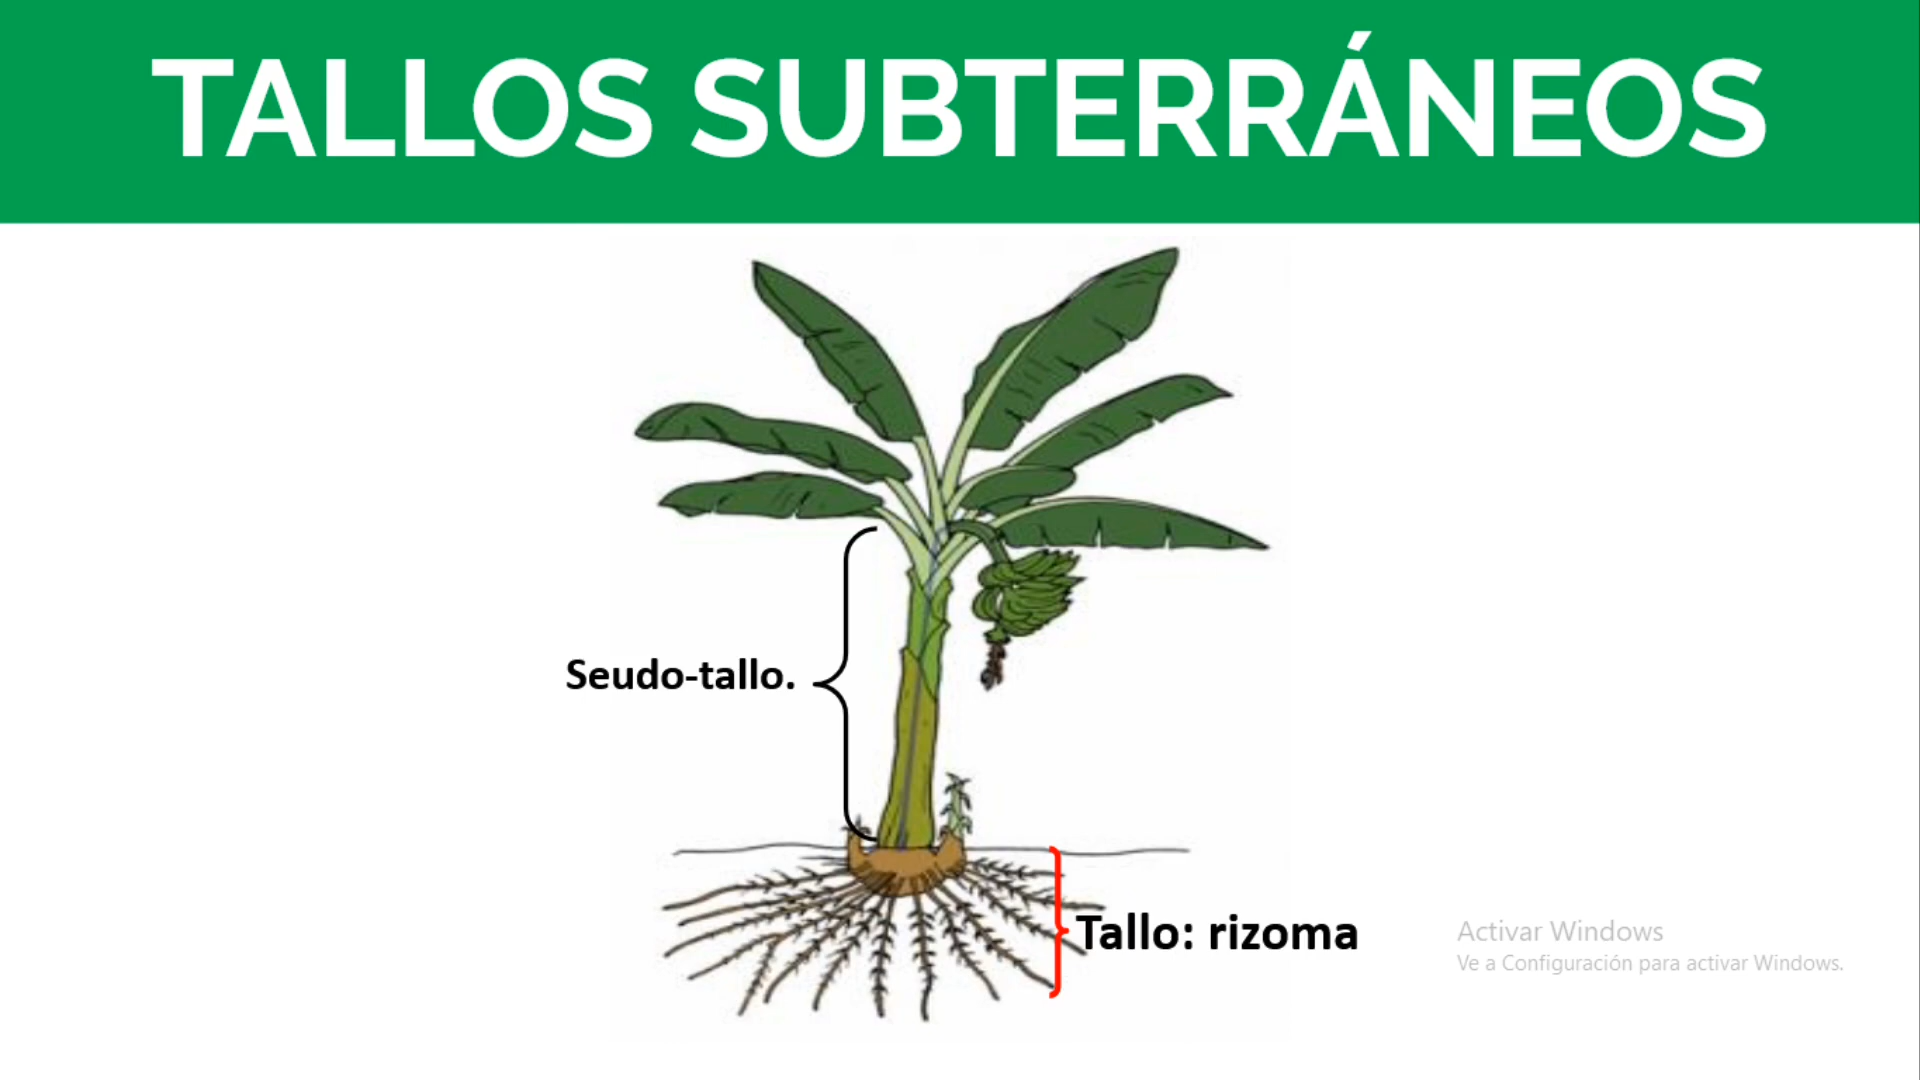 TALLOS SUBTERRÁNEOS
Seudo-tallo.
Tallo: rizoma
Activar Windows
Ve a Configuración para activar Windows.